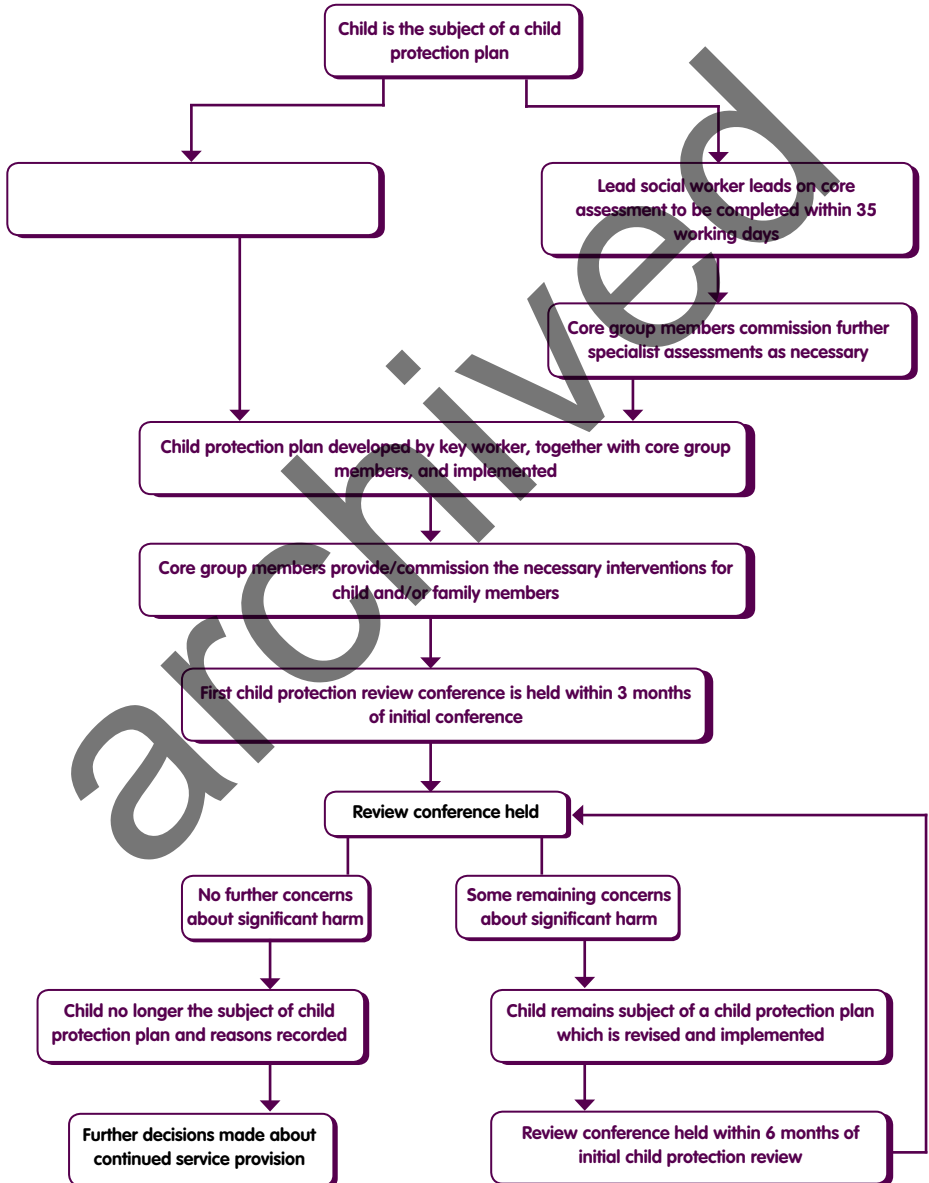 Child is the subject of a child
protection plan
Lead social worker leads on core
assessment to be completed within 35
working days
Core group members commission further
specialist assessments as necessary
Child protection plan developed by key worker, together with core group
members, and implemented
Core group members provide/commission the necessary interventions for
child and/or family members
First child protection review conference is held within 3 months
of initial conference
Review conference held
No further concerns
about significant harm
Some remaining concerns
about significant harm
Child no longer the subject of child
protection plan and reasons recorded
Child remains subject of a child protection plan
which is revised and implemented
Further decisions made about
continued service provision
Review conference held within 6 months of
initial child protection review
archived